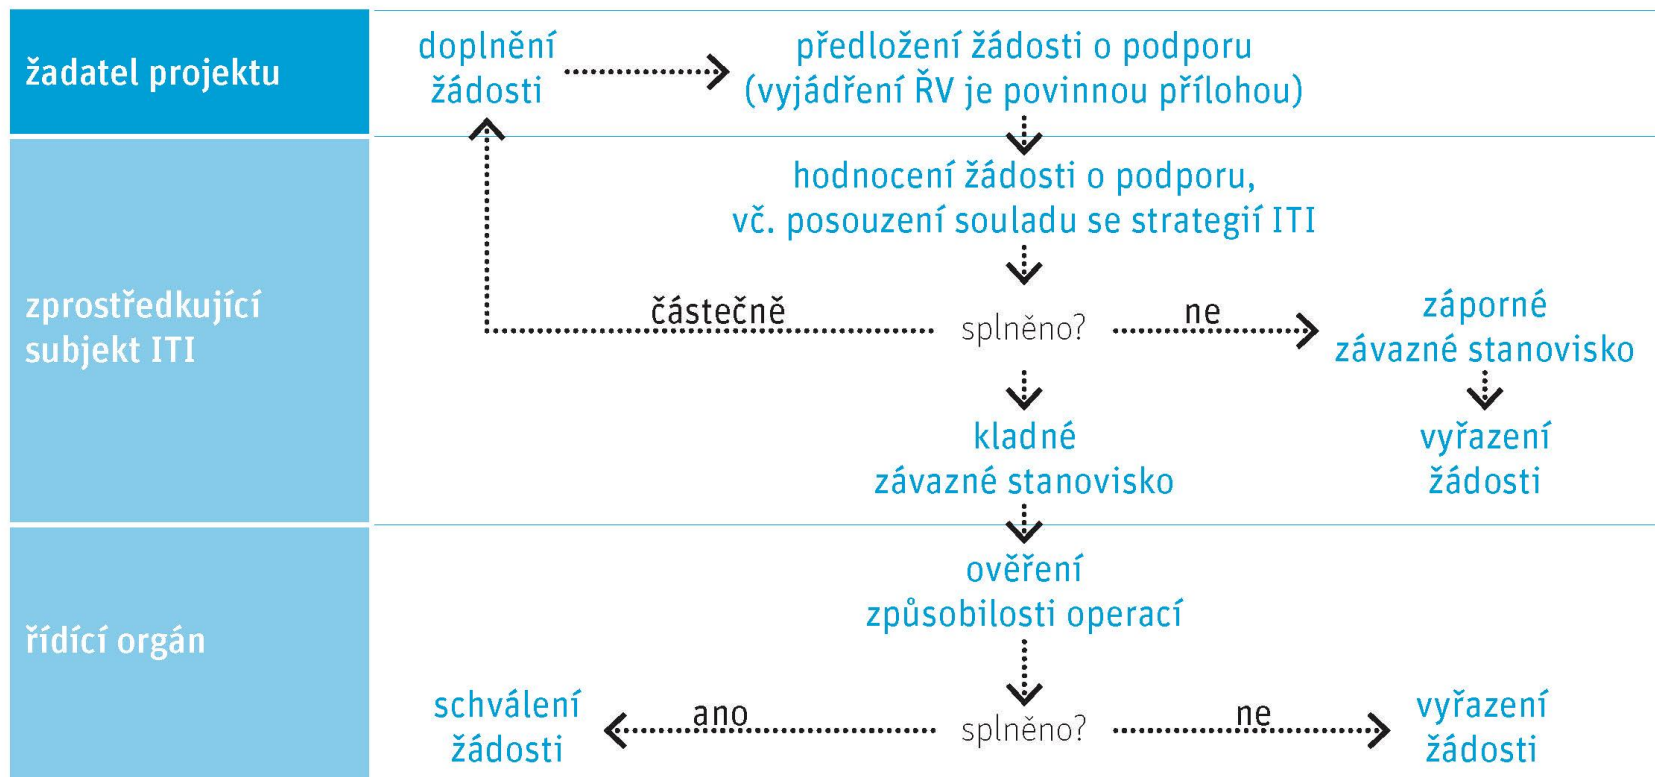 žadatel projektu
doplnění
žádosti
předložení žádosti o podporu
(vyjádření ŘV je povinnou přílohou)
zprostředkující
subjekt ITI
hodnocení žádosti o podporu,
vč. posouzení souladu se strategií ITI
částečně
splněno?
ne
záporné
závazné stanovisko
kladné
závazné stanovisko
vyřazení
žádosti
řídící orgán
ověření
způsobilosti operací
schválení
žádosti
ano
splněno?
ne
vyřazení
žádosti